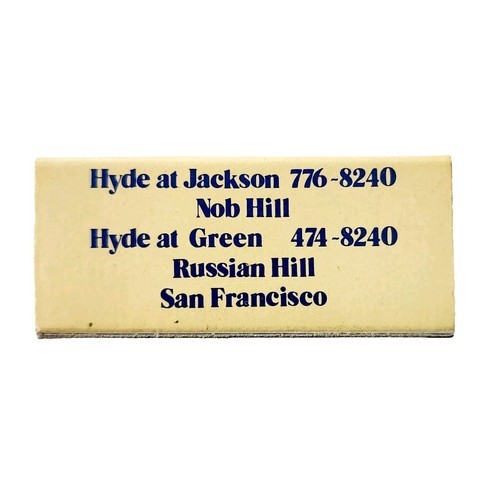 Hyde at Jackson 776-8240
Nob Hill
Hyde at Green 474-8240
Russian Hill
San Francisco